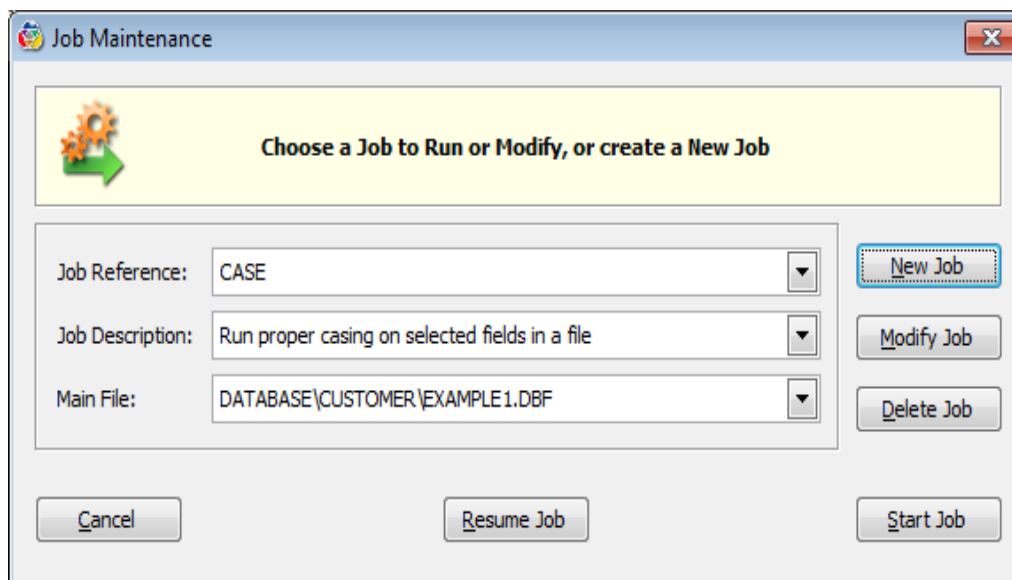 Job Maintenance
Choose a Job to Run or Modify, or create a New Job
Job Reference: CASE
New Job
Job Description: Run proper casing on selected fields in a file
Modify Job
Main File: DATABASE\CUSTOMER\EXAMPLE1.DBF
Delete Job
Cancel Resume Job Start Job